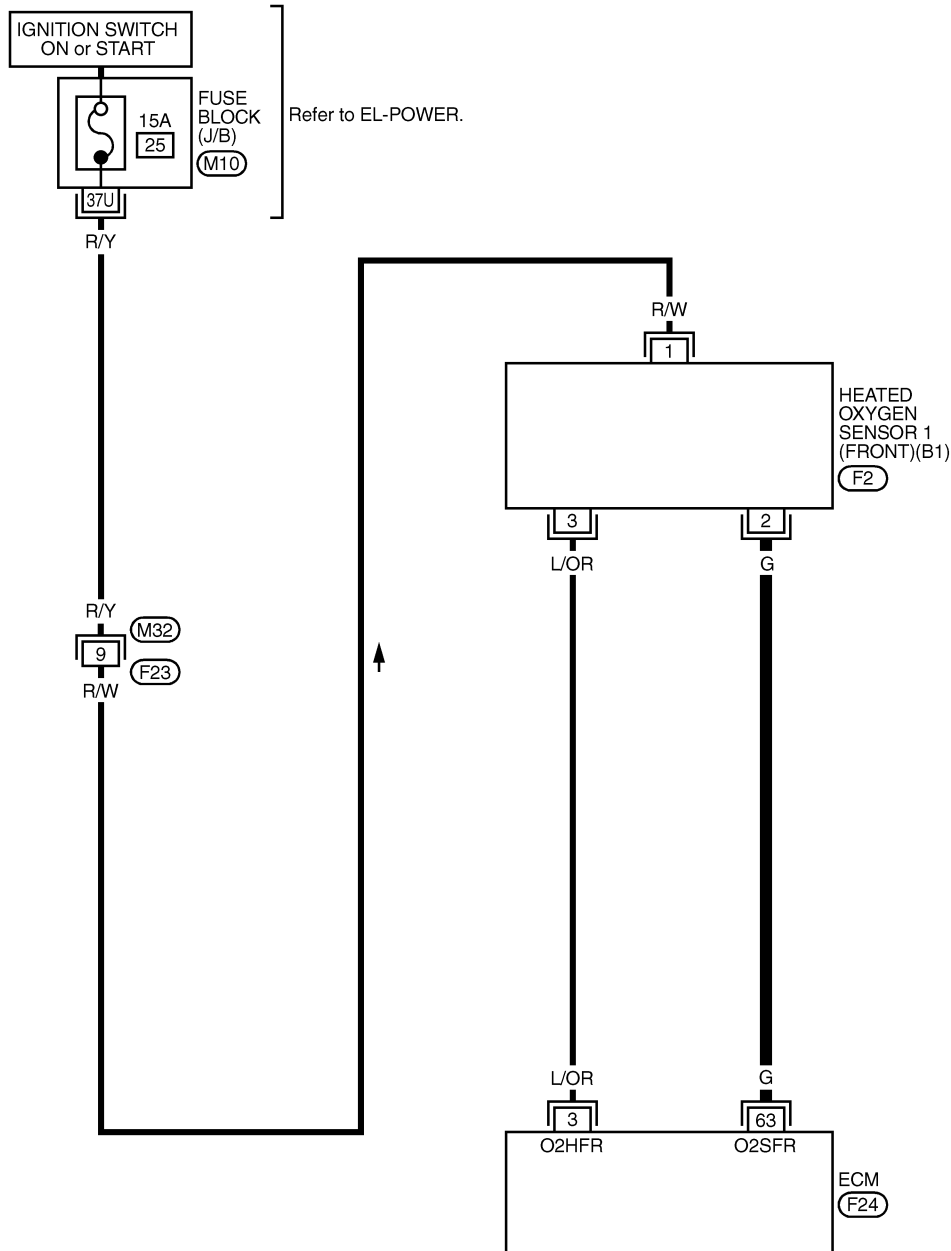 IGNITION SWITCH
ON or START
FUSE
BLOCK
(J/B)
M10
15A
25
Refer to EL-POWER.
37U
R/Y
R/W
1
HEATED
OXYGEN
SENSOR 1
(FRONT)(B1)
F2
3
2
L/OR
G
R/Y
M32
9
F23
R/W
L/OR
G
3
63
O2HFR
O2SFR
ECM
F24